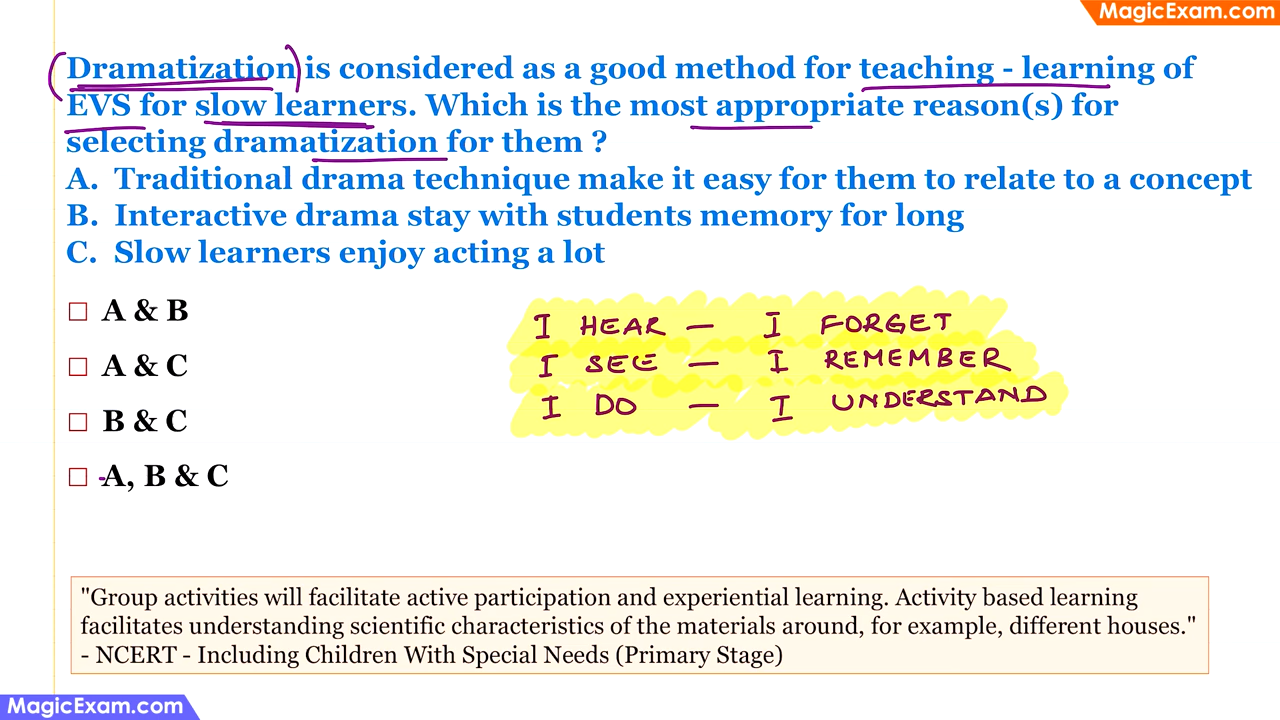 MagicExam.com
Dramatization is considered as a good method for teaching - learning of
EVS for slow learners. Which is the most appropriate reason(s) for
selecting dramatization for them ?
A. Traditional drama technique make it easy for them to relate to a concept
B. Interactive drama stay with students memory for long
C. Slow learners enjoy acting a lot
A & B
A & C
B & C
A, B & C
I HEAR — I FORGET
I SEE — I REMEMBER
I DO — I UNDERSTAND
"Group activities will facilitate active participation and experiential learning. Activity based learning
facilitates understanding scientific characteristics of the materials around, for example, different houses."
- NCERT - Including Children With Special Needs (Primary Stage)
MagicExam.com